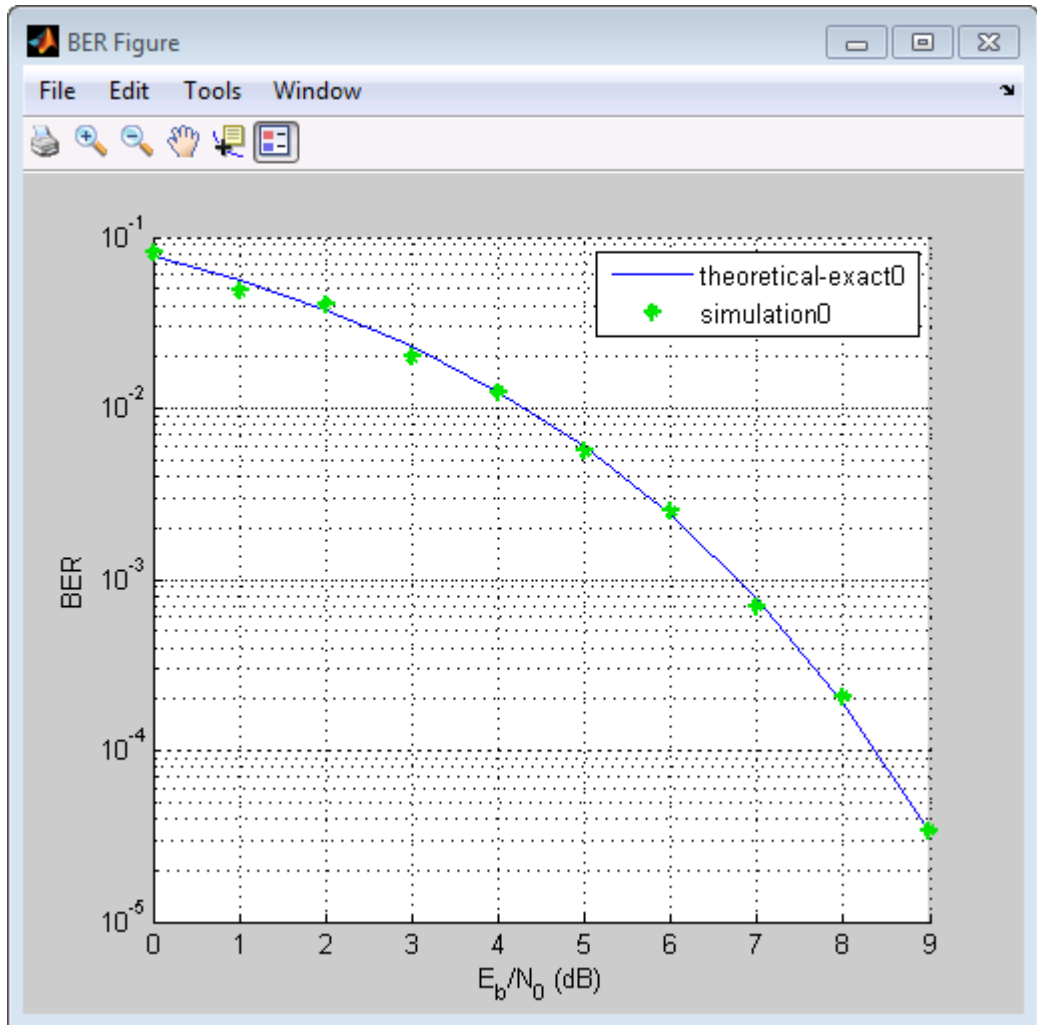 BER Figure
File Edit Tools Window
theoretical-exact0
simulation0
BER
10^-1
10^-2
10^-3
10^-4
10^-5
0 1 2 3 4 5 6 7 8 9
E_b/N_0 (dB)